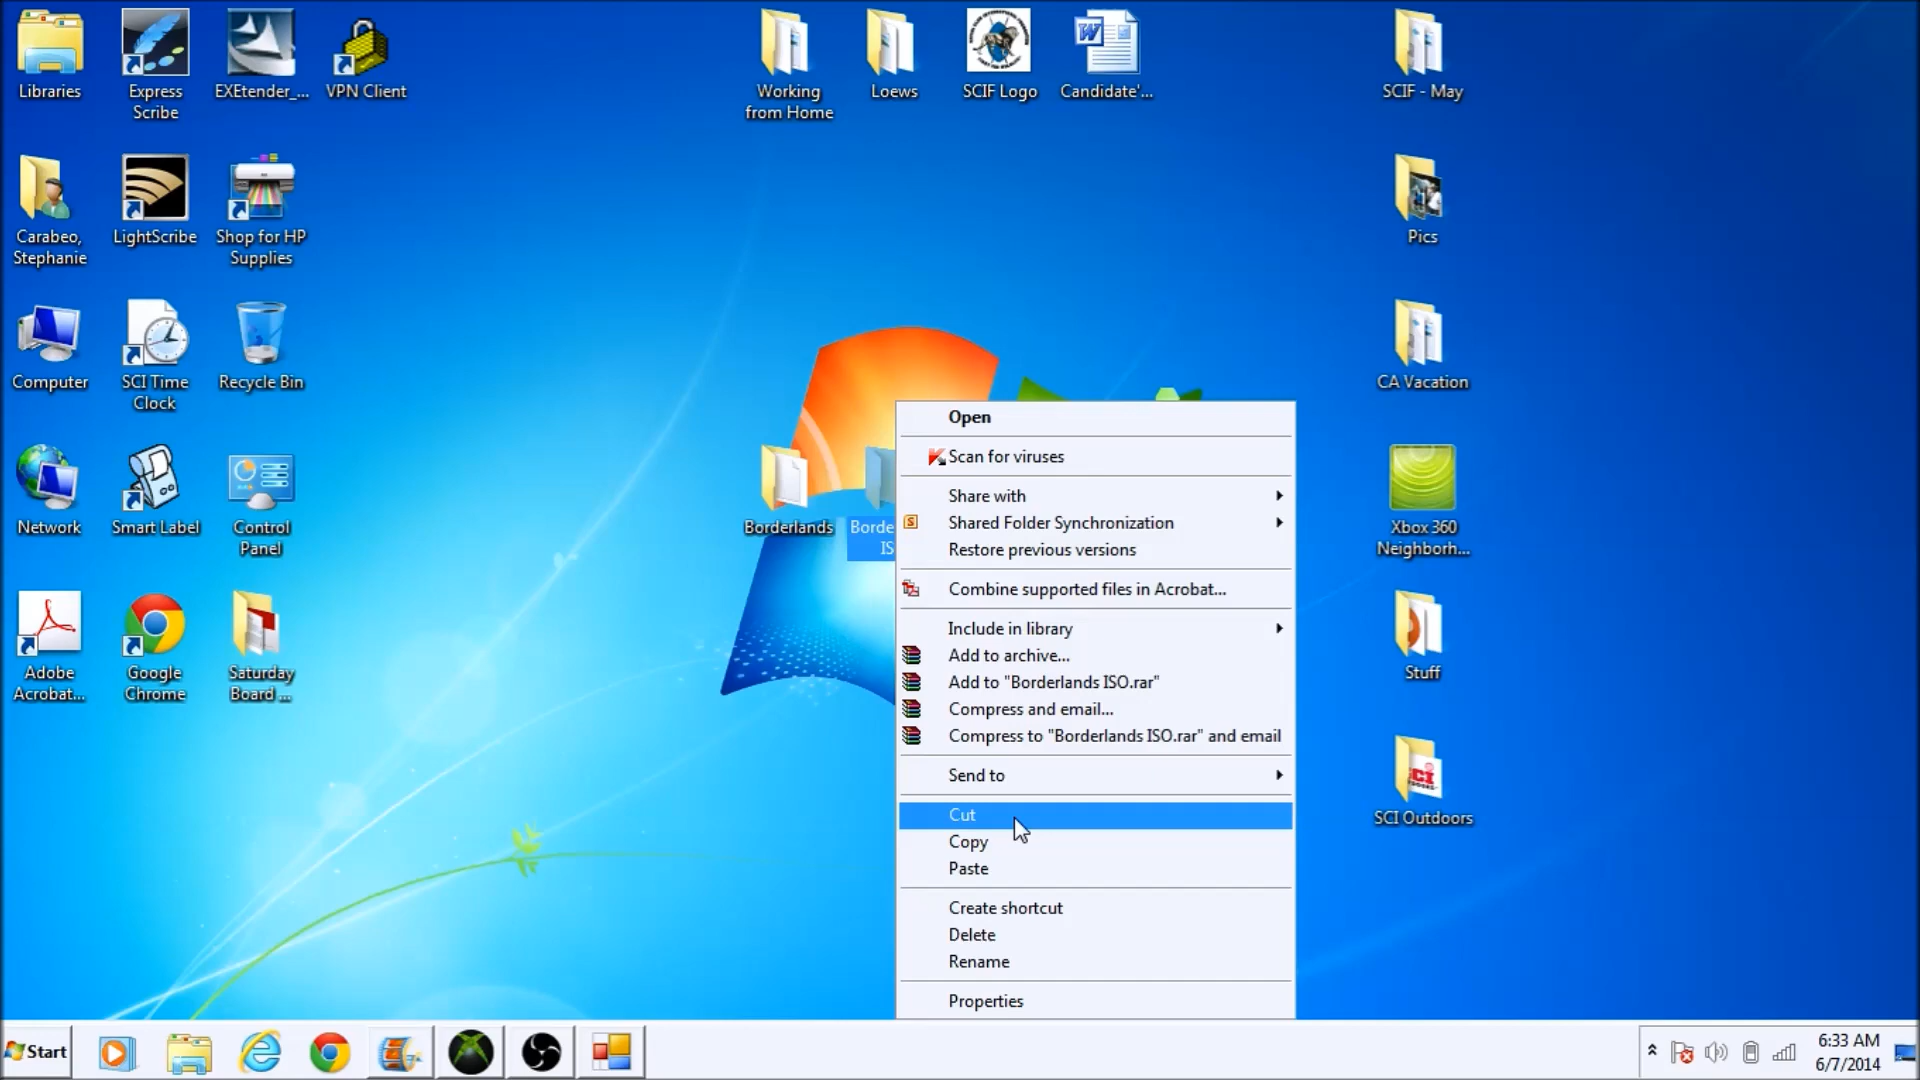 Libraries
Express
Scribe
EXEtender_...
VPN Client
Working
from Home
Loews
SCIF Logo
Candidate'...
SCIF - May
Carabeo,
Stephanie
LightScribe
Shop for HP
Supplies
Pics
Computer
SCI Time
Clock
Recycle Bin
CA Vacation
Network
Smart Label
Control
Panel
Borderlands
Borde
IS
Xbox 360
Neighborh...
Adobe
Acrobat...
Google
Chrome
Saturday
Board ...
Stuff
SCI Outdoors
Open
Scan for viruses
Share with
Shared Folder Synchronization
Restore previous versions
Combine supported files in Acrobat...
Include in library
Add to archive...
Add to "Borderlands ISO.rar"
Compress and email...
Compress to "Borderlands ISO.rar" and email
Send to
Cut
Copy
Paste
Create shortcut
Delete
Rename
Properties
Start
6:33 AM
6/7/2014